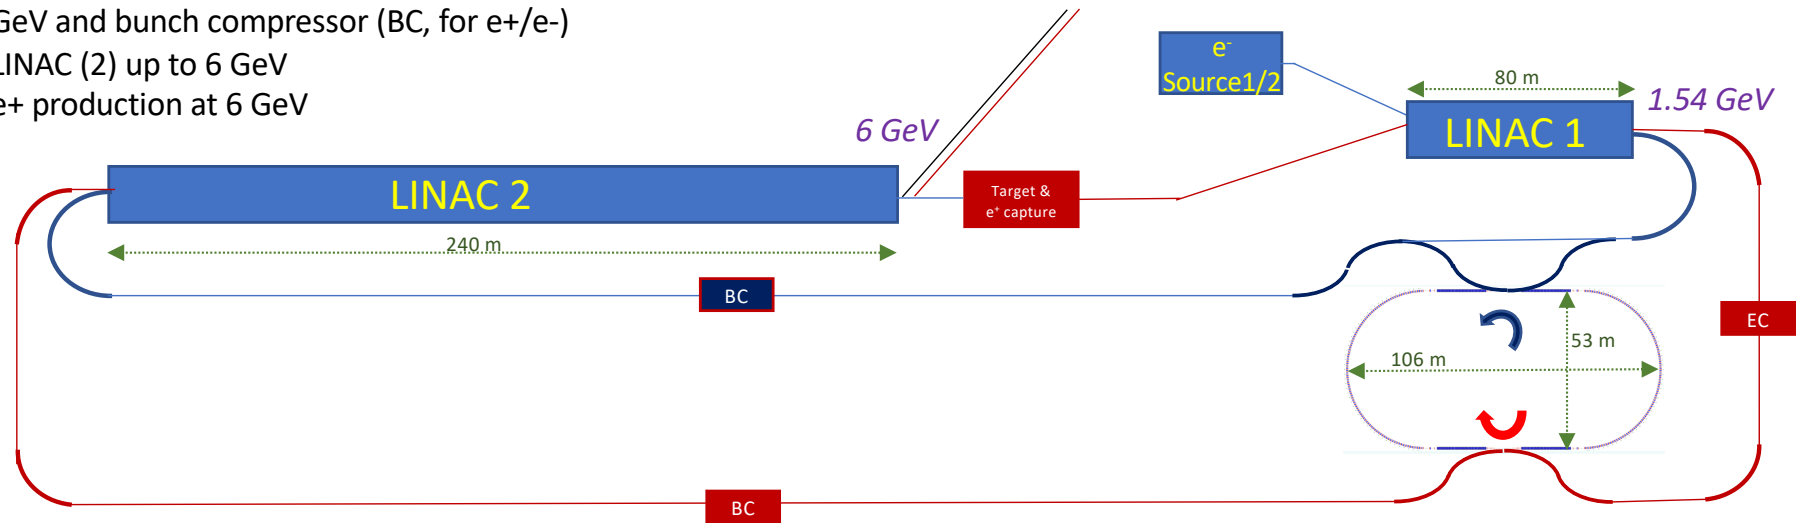 GeV and bunch compressor (BC, for e+/e-)
LINAC (2) up to 6 GeV
e+ production at 6 GeV
e-
Source1/2
80 m
1.54 GeV
6 GeV
LINAC 1
LINAC 2
Target &
e+ capture
240 m
BC
EC
53 m
106 m
BC